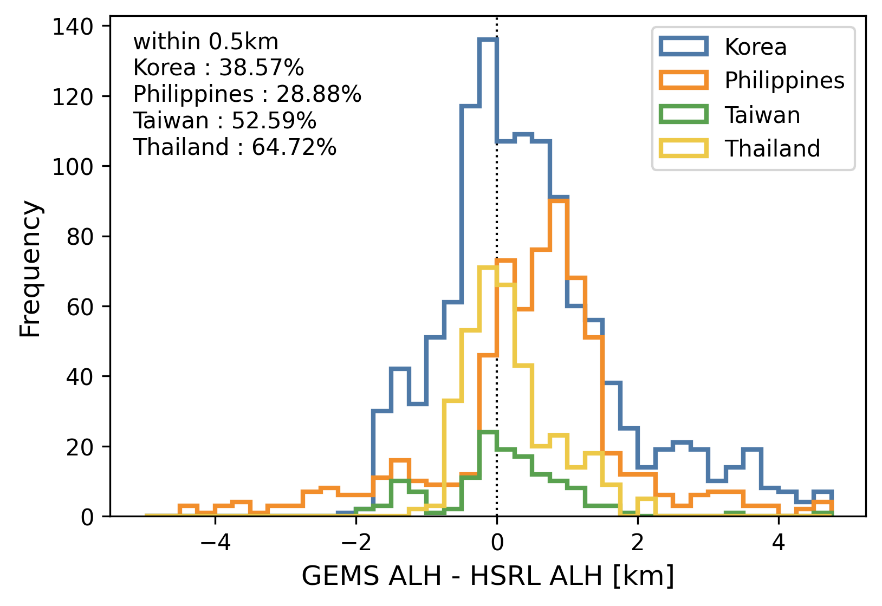 within 0.5km
Korea : 38.57%
Philippines : 28.88%
Taiwan : 52.59%
Thailand : 64.72%
Korea
Philippines
Taiwan
Thailand
Frequency
140
120
100
80
60
40
20
0
−4 −2 0 2 4
GEMS ALH - HSRL ALH [km]